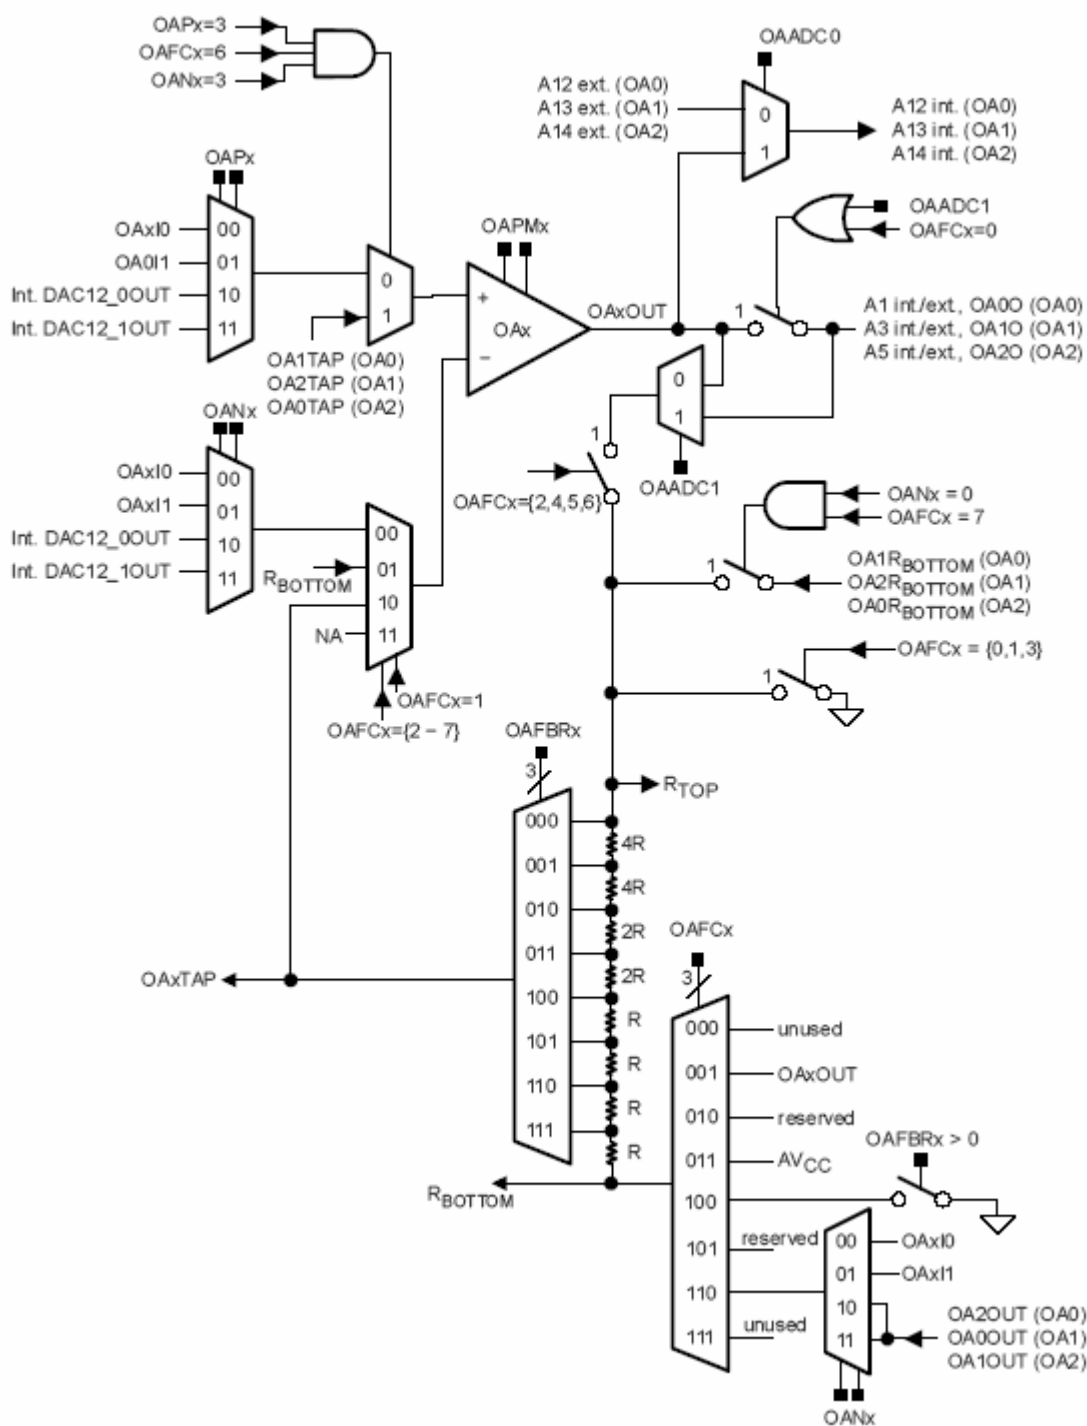 OAPx=3
OAFCx=6
OANx=3
OAADC0
A12 ext. (OA0)
A13 ext. (OA1)
A14 ext. (OA2)
0
1
A12 int. (OA0)
A13 int. (OA1)
A14 int. (OA2)
OAPx
OAxI0
OA0I1
Int. DAC12_0OUT
Int. DAC12_1OUT
00
01
10
11
0
1
OA1TAP (OA0)
OA2TAP (OA1)
OA0TAP (OA2)
OAPMx
+
OAx
−
OAxOUT
OAADC1
OAFCx=0
1
A1 int./ext., OA0O (OA0)
A3 int./ext., OA1O (OA1)
A5 int./ext., OA2O (OA2)
0
1
OAADC1
1
OAFCx={2,4,5,6}
OANx
OAxI0
OAxI1
Int. DAC12_0OUT
Int. DAC12_1OUT
00
01
10
11
RBOTTOM
NA
00
01
10
11
OAFCx=1
OAFCx={2 − 7}
OANx = 0
OAFCx = 7
1
OA1RBOTTOM (OA0)
OA2RBOTTOM (OA1)
OA0RBOTTOM (OA2)
OAFCx = {0,1,3}
1
OAFBRx
3
RTOP
000
001
010
011
100
101
110
111
4R
4R
2R
2R
R
R
R
R
OAxTAP
RBOTTOM
OAFCx
3
000
001
010
011
100
101
110
111
unused
OAxOUT
reserved
AVCC
OAFBRx > 0
reserved
unused
00
01
10
11
OAxI0
OAxI1
OA2OUT (OA0)
OA0OUT (OA1)
OA1OUT (OA2)
OANx